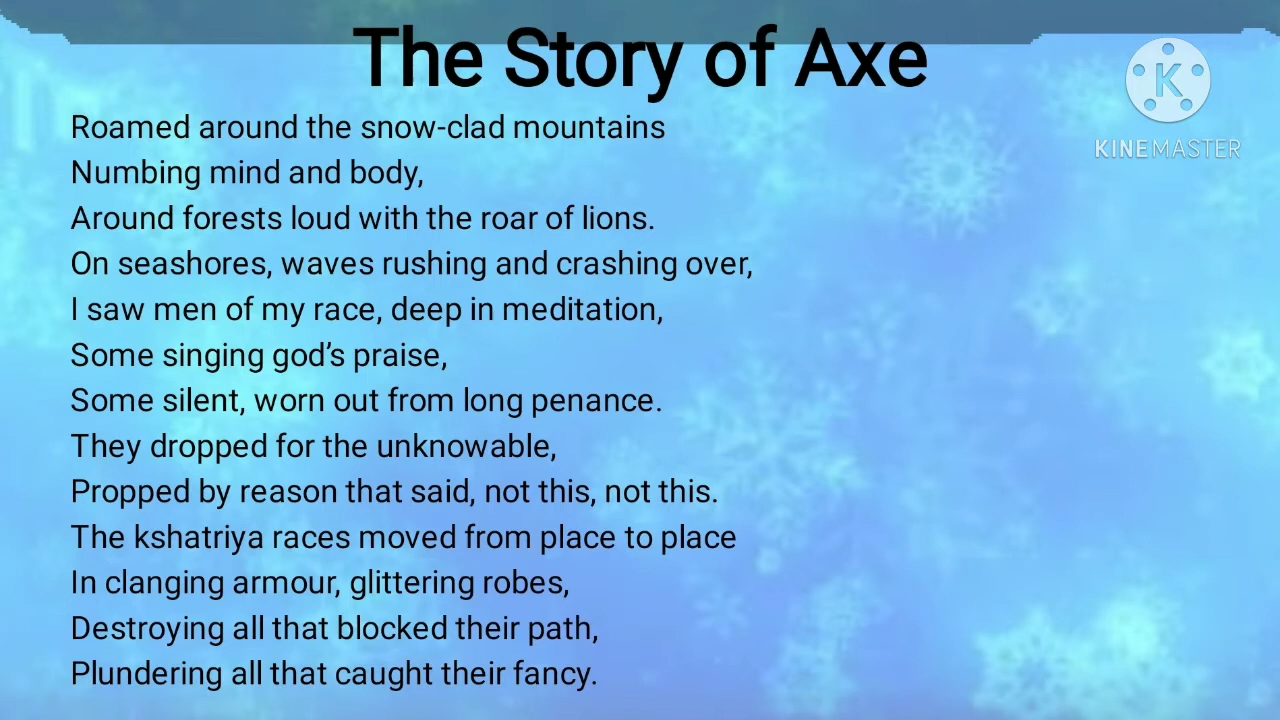 The Story of Axe
KINEMASTER
Roamed around the snow-clad mountains
Numbing mind and body,
Around forests loud with the roar of lions.
On seashores, waves rushing and crashing over,
I saw men of my race, deep in meditation,
Some singing god’s praise,
Some silent, worn out from long penance.
They dropped for the unknowable,
Propped by reason that said, not this, not this.
The kshatriya races moved from place to place
In clanging armour, glittering robes,
Destroying all that blocked their path,
Plundering all that caught their fancy.